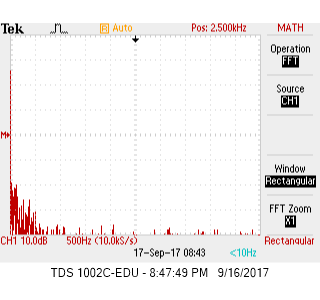 Tek R Auto Pos: 2.500kHz MATH
Operation
FFT
Source
CH1
M
Window
Rectangular
FFT Zoom
X1
CH1 10.0dB 500Hz (10.0kS/s) Rectangular
17-Sep-17 08:43 <10Hz
TDS 1002C-EDU - 8:47:49 PM 9/16/2017